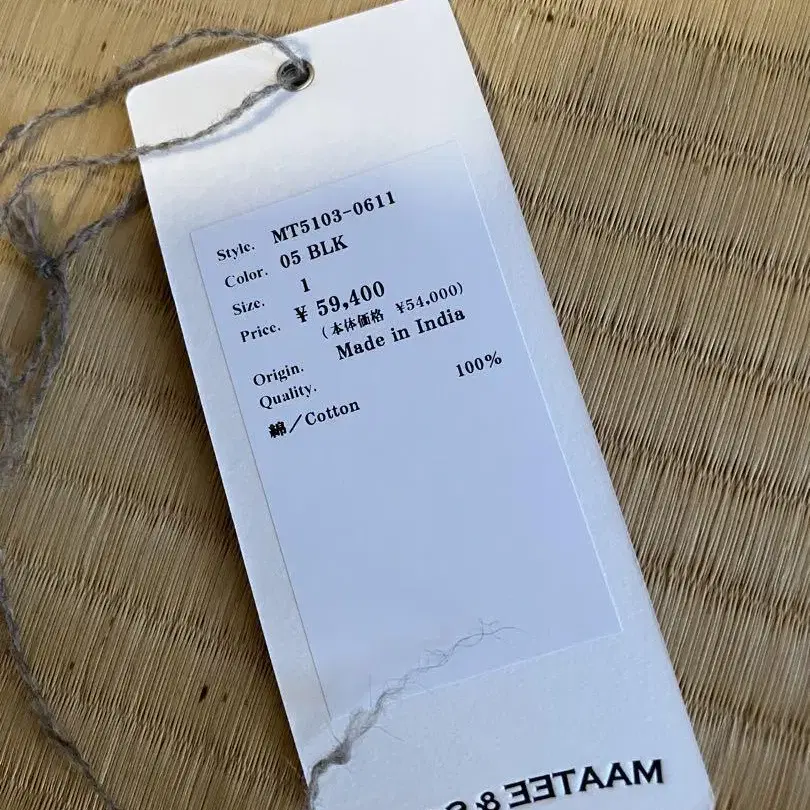 Style. MT5103-0611
Color. 05 BLK
Size. 1
Price. ¥ 59,400
(本体価格 ¥54,000)
Origin. Made in India
Quality.
綿／Cotton 100%
MAATEE & S